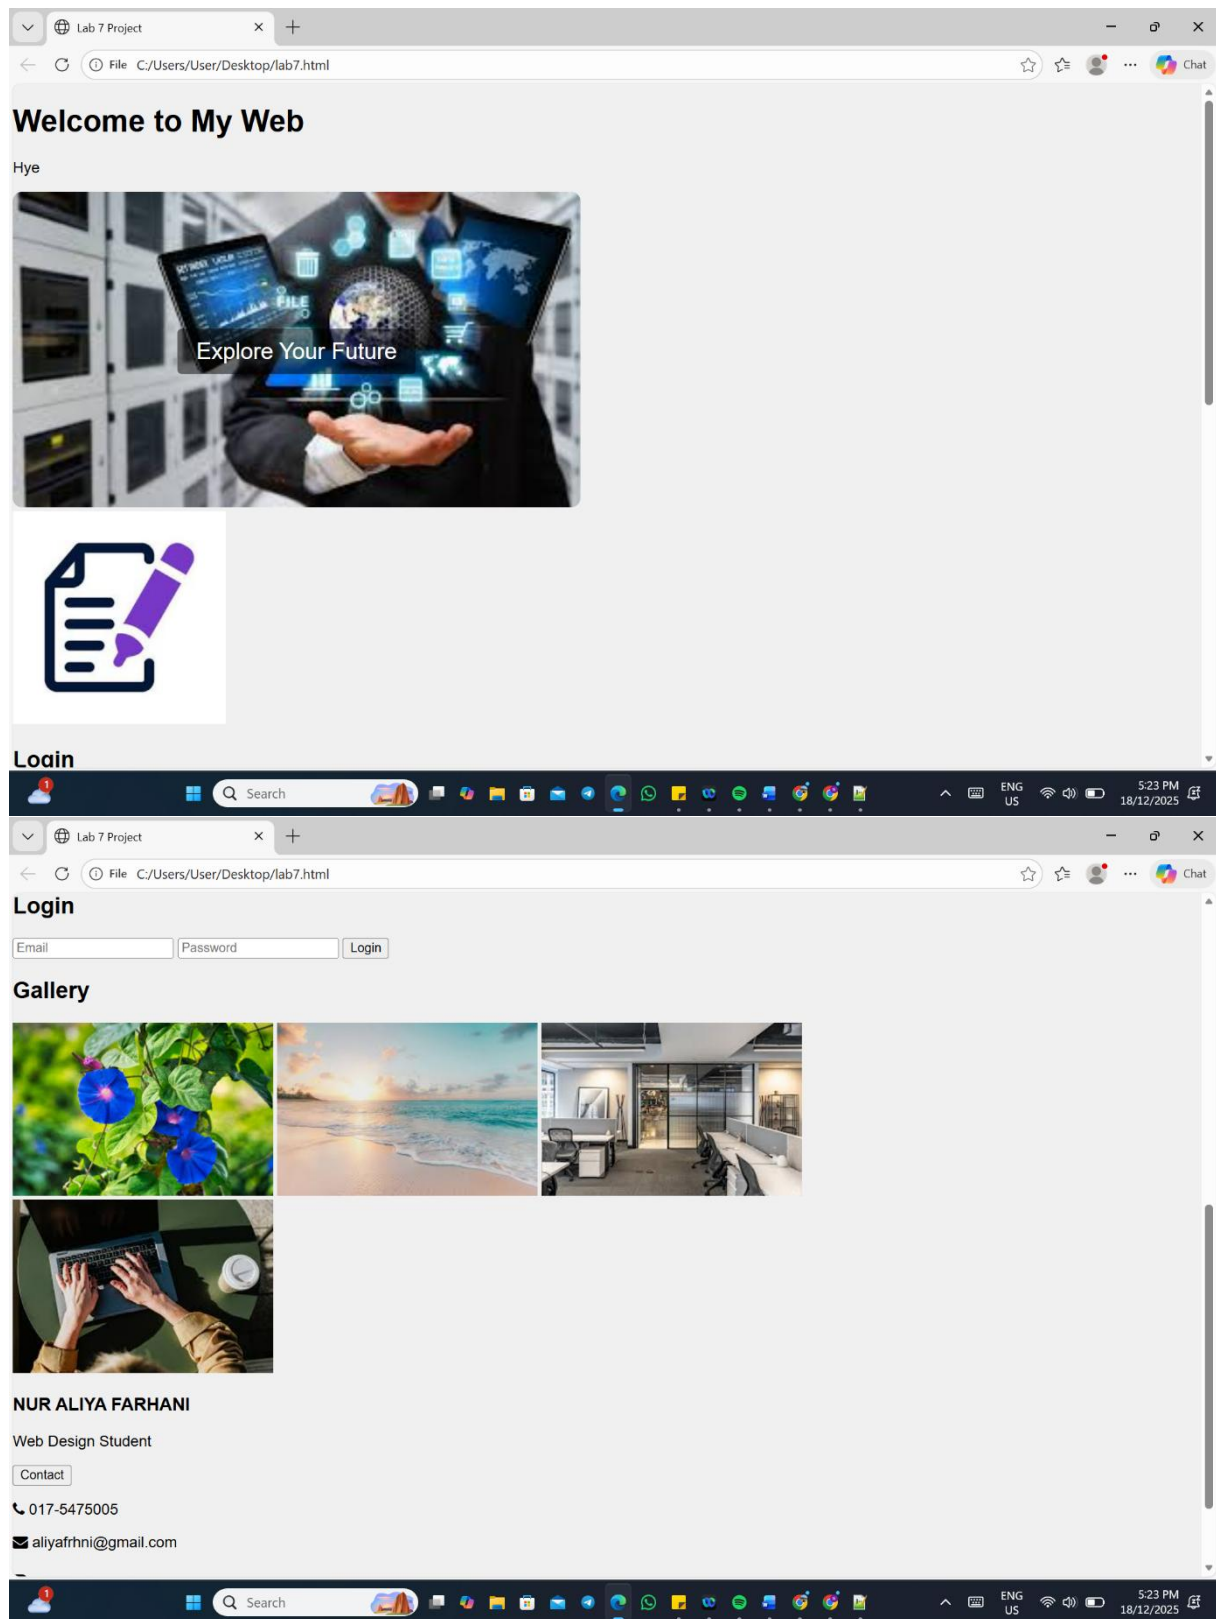 Lab 7 Project
File C:/Users/User/Desktop/lab7.html
Chat
Welcome to My Web
Hye
FILE
Explore Your Future
Login
1
Search
ENG
US
5:23 PM
18/12/2025
Lab 7 Project
File C:/Users/User/Desktop/lab7.html
Chat
Login
Email Password Login
Gallery
NUR ALIYA FARHANI
Web Design Student
Contact
017-5475005
aliyafrhni@gmail.com
1
Search
ENG
US
5:23 PM
18/12/2025